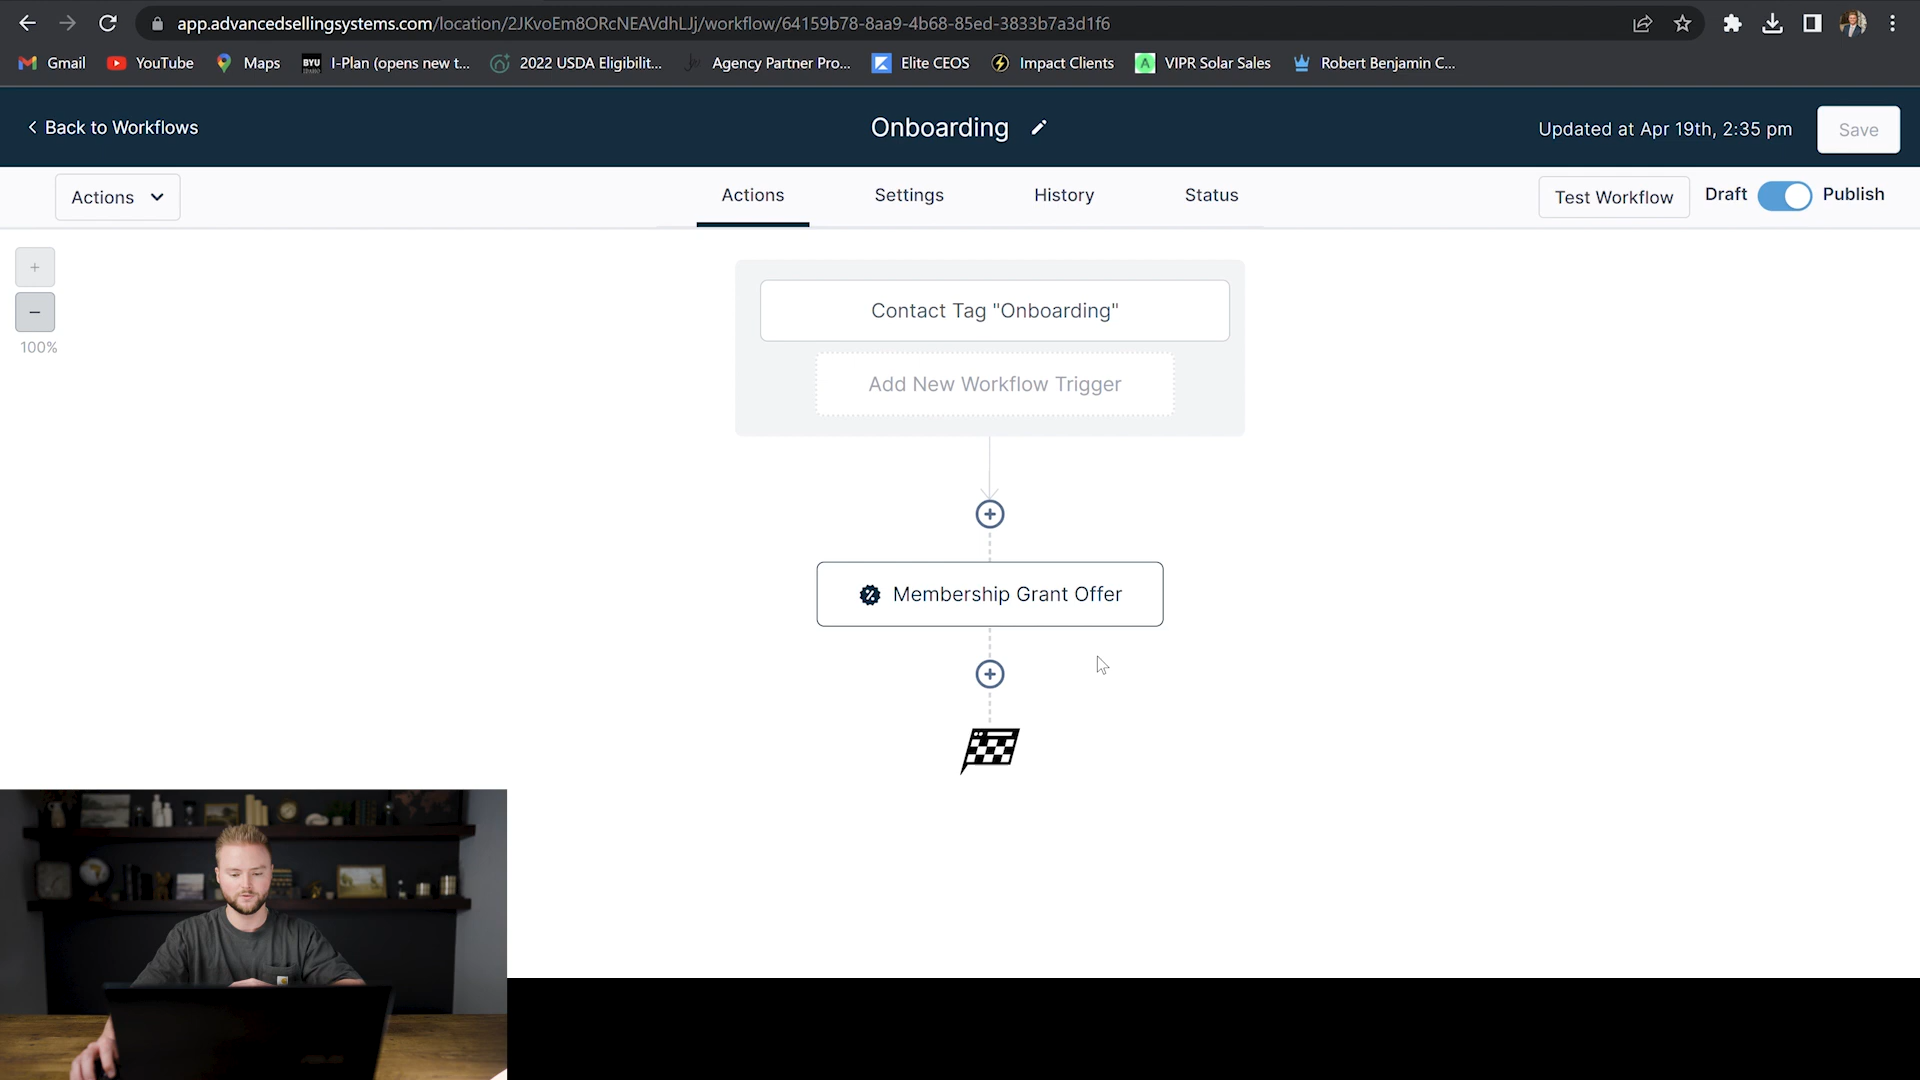 app.advancedsellingsystems.com/location/2JKvoEm8ORcNEAVdhLJj/workflow/64159b78-8aa9-4b68-85ed-3833b7a3d1f6
Gmail
YouTube
Maps
BYU
IDAHO
I-Plan (opens new t...
2022 USDA Eligibilit...
Agency Partner Pro...
Elite CEOS
Impact Clients
A
VIPR Solar Sales
Robert Benjamin C...
Back to Workflows
Onboarding
Updated at Apr 19th, 2:35 pm
Save
Actions
Actions
Settings
History
Status
Test Workflow
Draft
Publish
+
−
100%
Contact Tag "Onboarding"
Add New Workflow Trigger
Membership Grant Offer